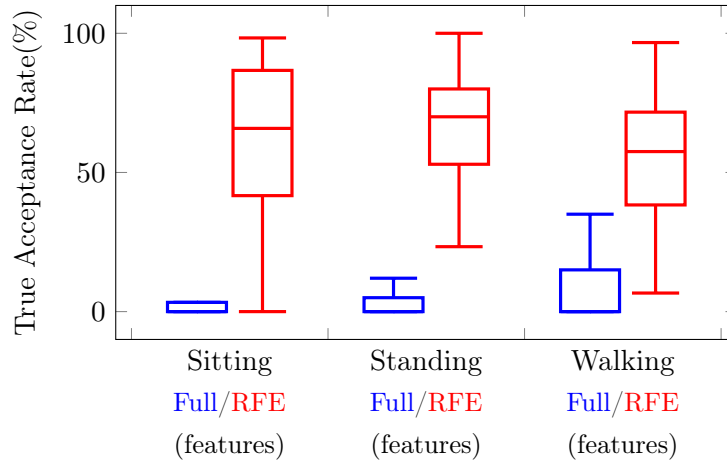 True Acceptance Rate(%)
100
50
0
Sitting Standing Walking
Full/RFE Full/RFE Full/RFE
(features) (features) (features)